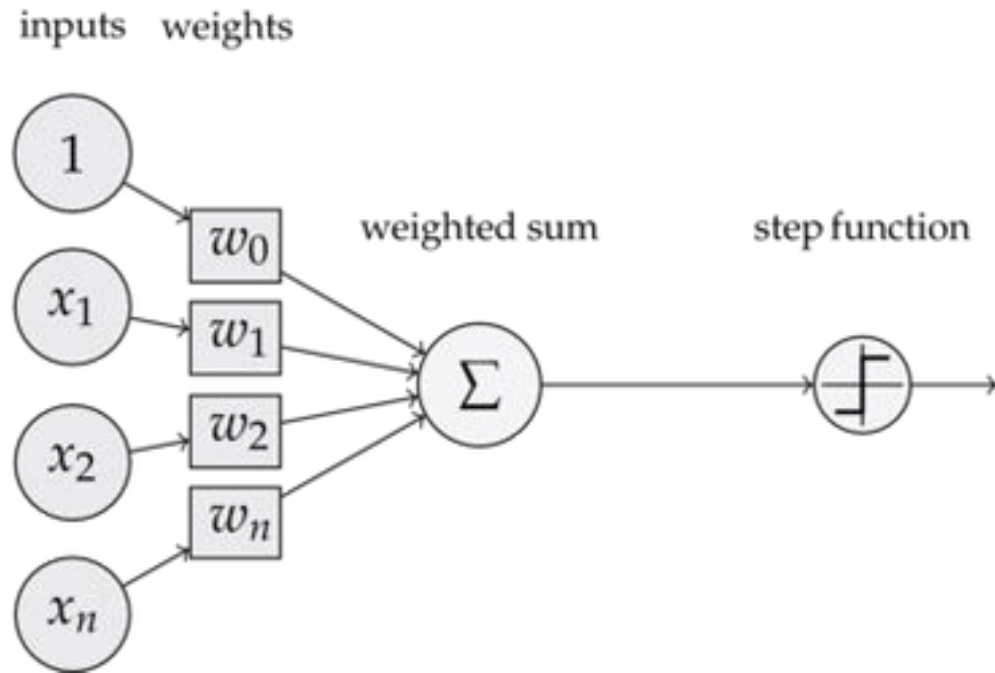 inputs weights
1
w₀
weighted sum
step function
x₁
w₁
Σ
x₂
w₂
wₙ
xₙ